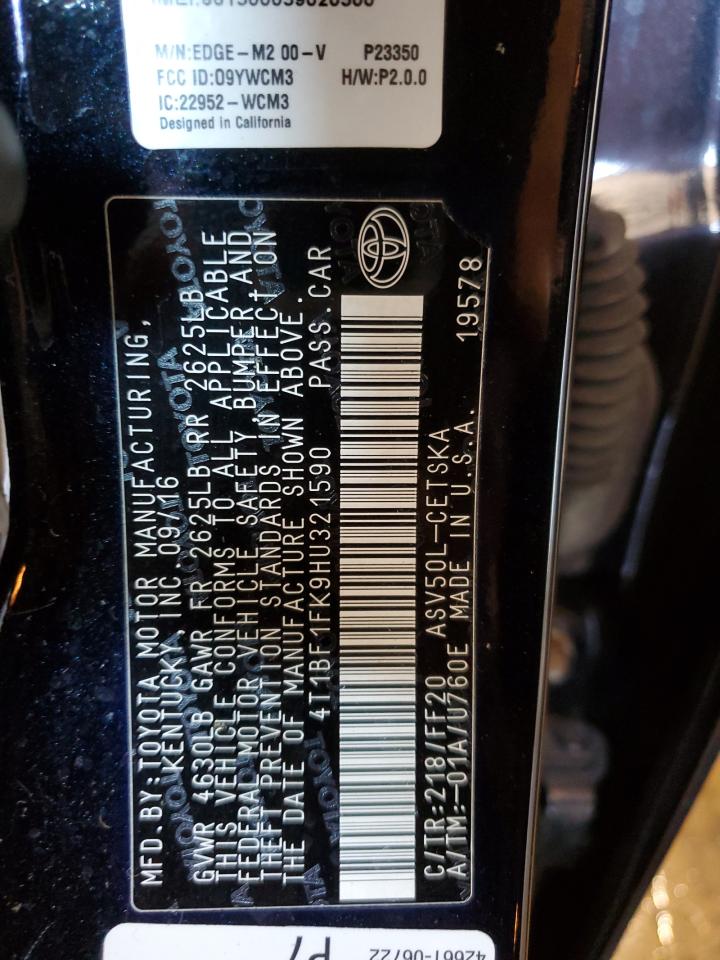 M/N:EDGE-M2 00-V P23350
FCC ID:O9YWCM3 H/W:P2.0.0
IC:22952-WCM3
Designed in California
MFD.BY:TOYOTA MOTOR MANUFACTURING,
KENTUCKY, INC.09/16
GVWR 4630LB GAWR FR 2625LB RR 2625LB
THIS VEHICLE CONFORMS TO ALL APPLICABLE
FEDERAL MOTOR VEHICLE SAFETY,BUMPER,AND
THEFT PREVENTION STANDARDS IN EFFECT ON
THE DATE OF MANUFACTURE SHOWN ABOVE.
4T1BF1FK9HU321590 PASS.CAR
C/TR:218/FF20 ASV50L-CETSKA
A/TM:-01A/U760E MADE IN U.S.A. 19578
42661-06722